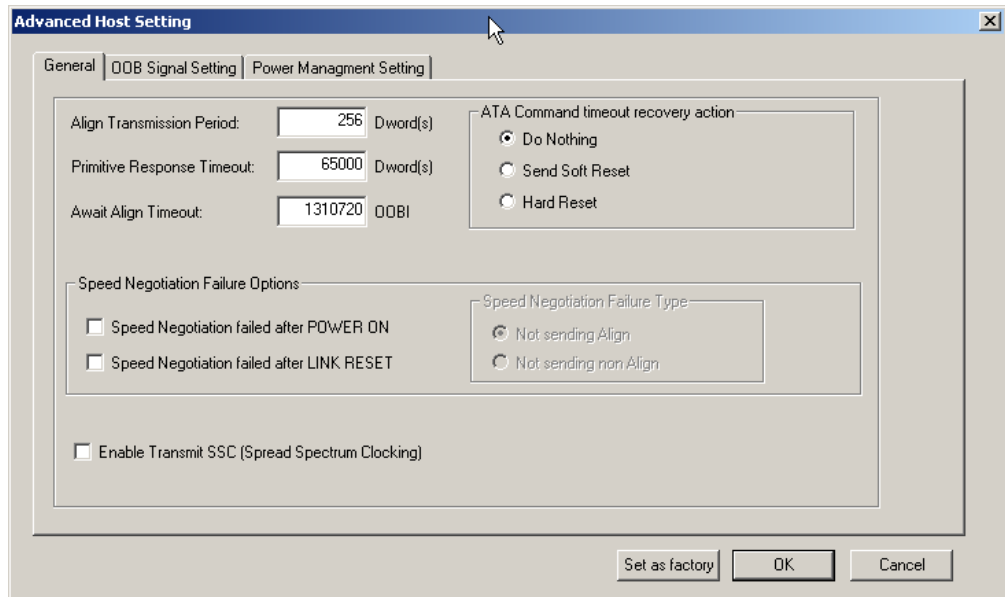 Advanced Host Setting
General
OOB Signal Setting
Power Managment Setting
Align Transmission Period: 256 Dword(s)
Primitive Response Timeout: 65000 Dword(s)
Await Align Timeout: 1310720 OOBI
ATA Command timeout recovery action
Do Nothing
Send Soft Reset
Hard Reset
Speed Negotiation Failure Options
Speed Negotiation failed after POWER ON
Speed Negotiation failed after LINK RESET
Speed Negotiation Failure Type
Not sending Align
Not sending non Align
Enable Transmit SSC (Spread Spectrum Clocking)
Set as factory
OK
Cancel